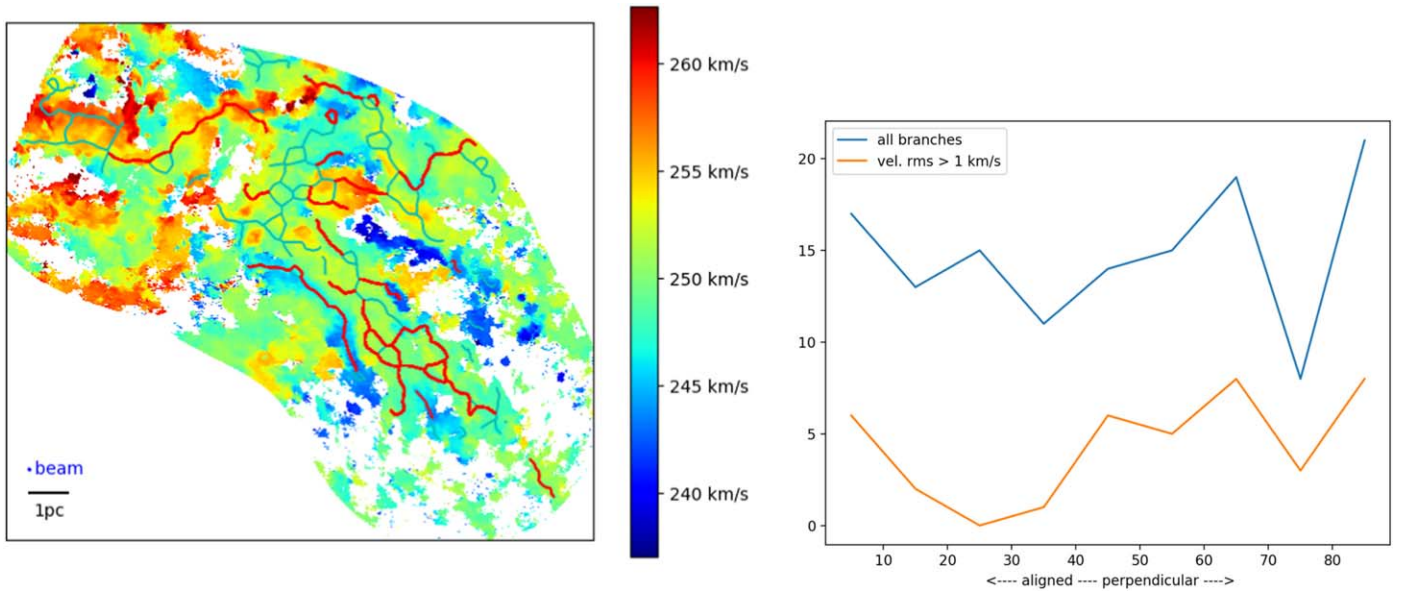 260 km/s
255 km/s
250 km/s
245 km/s
240 km/s
beam
1pc
all branches
vel. rms > 1 km/s
20
15
10
5
0
10 20 30 40 50 60 70 80
<---- aligned ---- perpendicular ---->